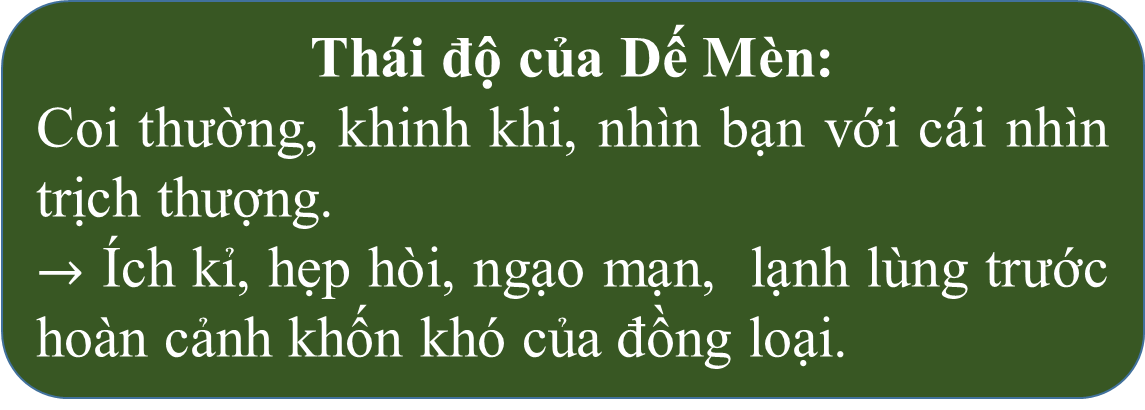 Thái độ của Dế Mèn:
Coi thường, khinh khi, nhìn bạn với cái nhìn
trịch thượng.
→ Ích kỉ, hẹp hòi, ngạo mạn, lạnh lùng trước
hoàn cảnh khốn khó của đồng loại.